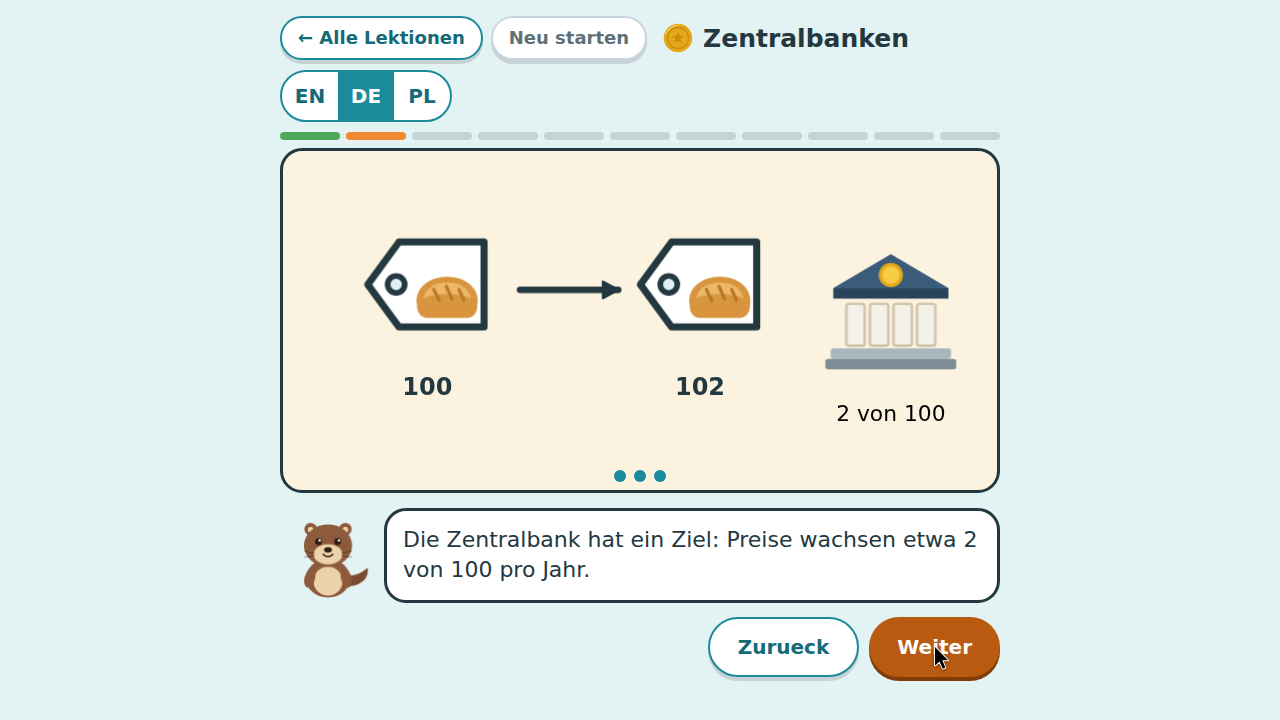 ← Alle Lektionen
Neu starten
Zentralbanken
EN DE PL
100
102
2 von 100
Die Zentralbank hat ein Ziel: Preise wachsen etwa 2
von 100 pro Jahr.
Zurueck
Weiter